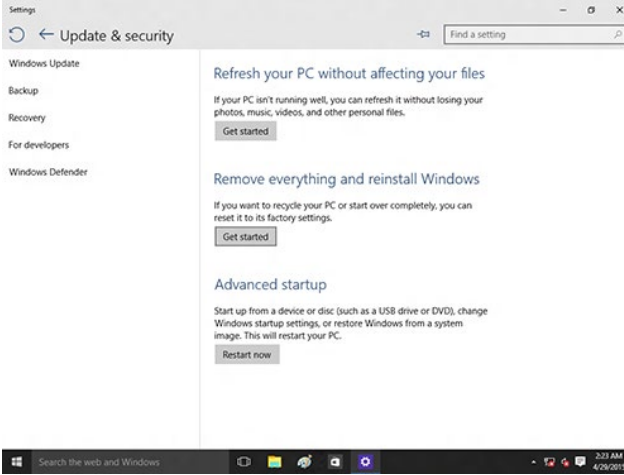 Settings
Update & security
Find a setting
Windows Update
Backup
Recovery
For developers
Windows Defender
Refresh your PC without affecting your files
If your PC isn't running well, you can refresh it without losing your
photos, music, videos, and other personal files.
Get started
Remove everything and reinstall Windows
If you want to recycle your PC or start over completely, you can
reset it to its factory settings.
Get started
Advanced startup
Start up from a device or disc (such as a USB drive or DVD), change
Windows startup settings, or restore Windows from a system
image. This will restart your PC.
Restart now
Search the web and Windows
2:23 AM
4/29/2015